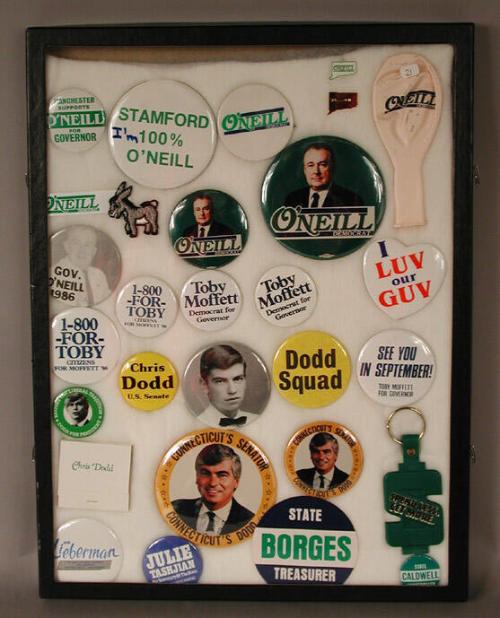 MANCHESTER
SUPPORTS
O'NEILL
FOR
GOVERNOR
STAMFORD
I'm 100%
O'NEILL
O'NEILL
21
O'NEILL
O'NEILL
O'NEILL
DEMOCRAT
O'NEILL
DEMOCRAT
I
LUV
our
GUV
GOV.
O'NEILL
1986
1-800
-FOR-
TOBY
CITIZENS
FOR MOFFETT '86
Toby
Moffett
Democrat for
Governor
Toby
Moffett
Democrat for
Governor
1-800
-FOR-
TOBY
CITIZENS
FOR MOFFETT '86
Chris
Dodd
U.S. Senate
Dodd
Squad
SEE YOU
IN SEPTEMBER!
TOBY MOFFETT
FOR GOVERNOR
Chris Dodd
CONNECTICUT'S SENATOR
CONNECTICUT'S DODD
CONNECTICUT'S SENATOR
CONNECTICUT'S DODD
Lieberman
JULIE
TASHJIAN
STATE
BORGES
TREASURER
STATE
CALDWELL